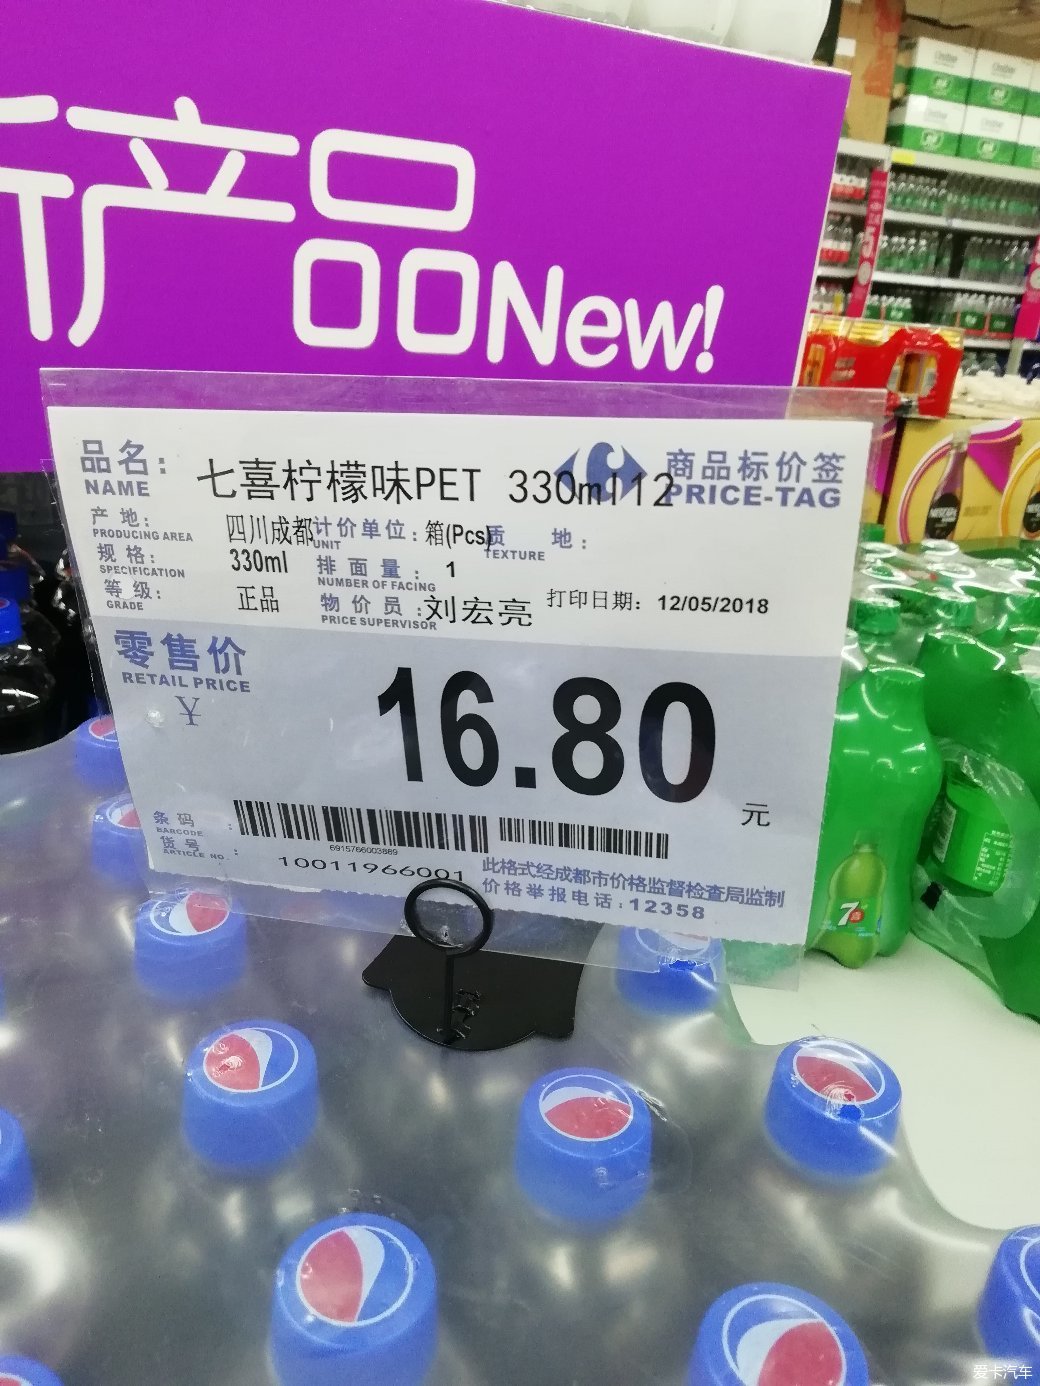 新产品New!
品名： 七喜柠檬味PET 330ml12 商品标价签
NAME PRICE-TAG
产地： 四川成都 计价单位：箱(Pcs) 质 地：
PRODUCING AREA UNIT TEXTURE
规格： 330ml 排面量：1
SPECIFICATION NUMBER OF FACING
等级： 正品 物价员：刘宏亮 打印日期：12/05/2018
GRADE PRICE SUPERVISOR
零售价
RETAIL PRICE
¥ 16.80 元
条码：
BARCODE
6915766003869
货号： 10011966001
ARTICLE NO.
此格式经成都市价格监督检查局监制
价格举报电话：12358
7
爱卡汽车